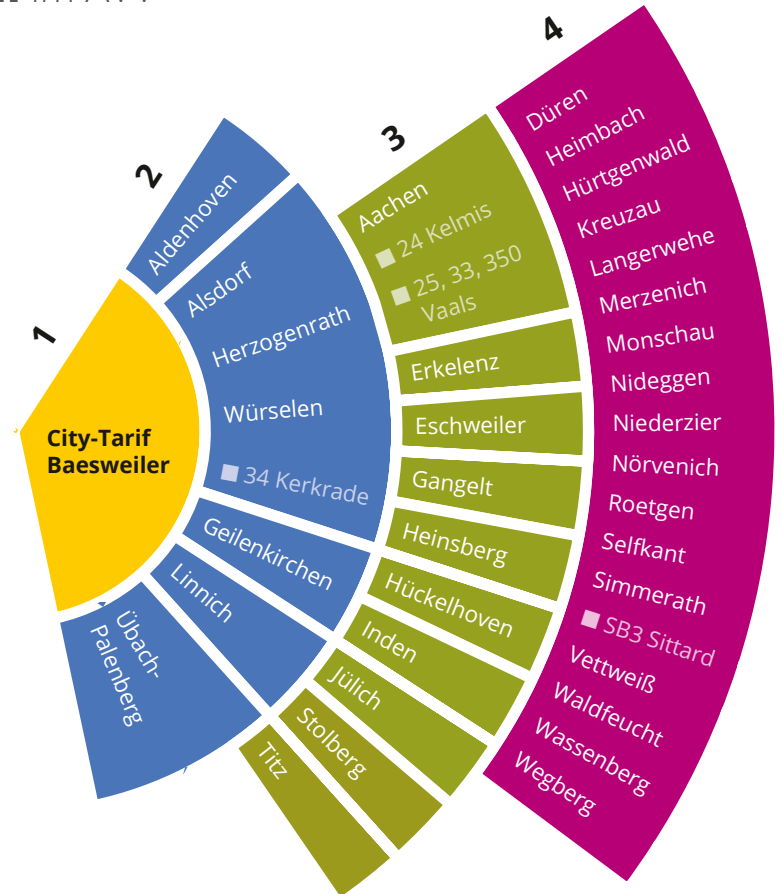 1
City-Tarif
Baesweiler
2
Aldenhoven
Alsdorf
Herzogenrath
Würselen
34 Kerkrade
Geilenkirchen
Linnich
Übach-
Palenberg
3
Aachen
24 Kelmis
25, 33, 350
Vaals
Erkelenz
Eschweiler
Gangelt
Heinsberg
Hückelhoven
Inden
Jülich
Stolberg
Titz
4
Düren
Heimbach
Hürtgenwald
Kreuzau
Langerwehe
Merzenich
Monschau
Nideggen
Niederzier
Nörvenich
Roetgen
Selfkant
Simmerath
SB3 Sittard
Vettweiß
Waldfeucht
Wassenberg
Wegberg